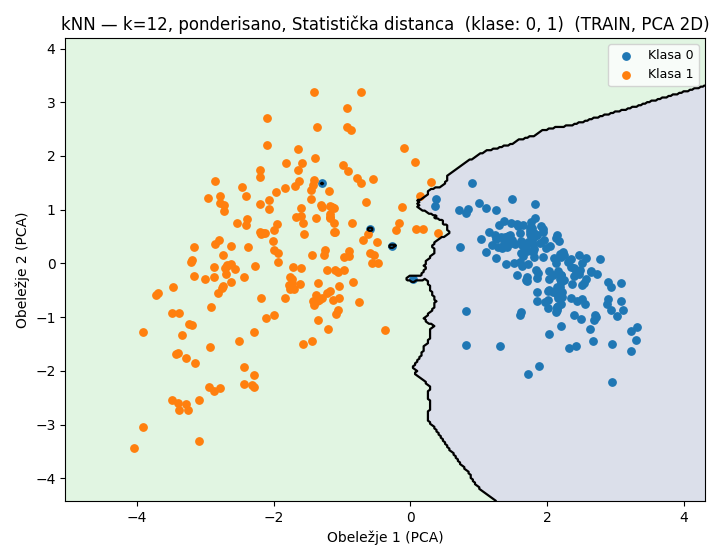 kNN — k=12, ponderisano, Statistička distanca  (klase: 0, 1)  (TRAIN, PCA 2D)
Klasa 0
Klasa 1
4
3
2
1
0
−1
−2
−3
−4
Obeležje 2 (PCA)
−4
−2
0
2
4
Obeležje 1 (PCA)